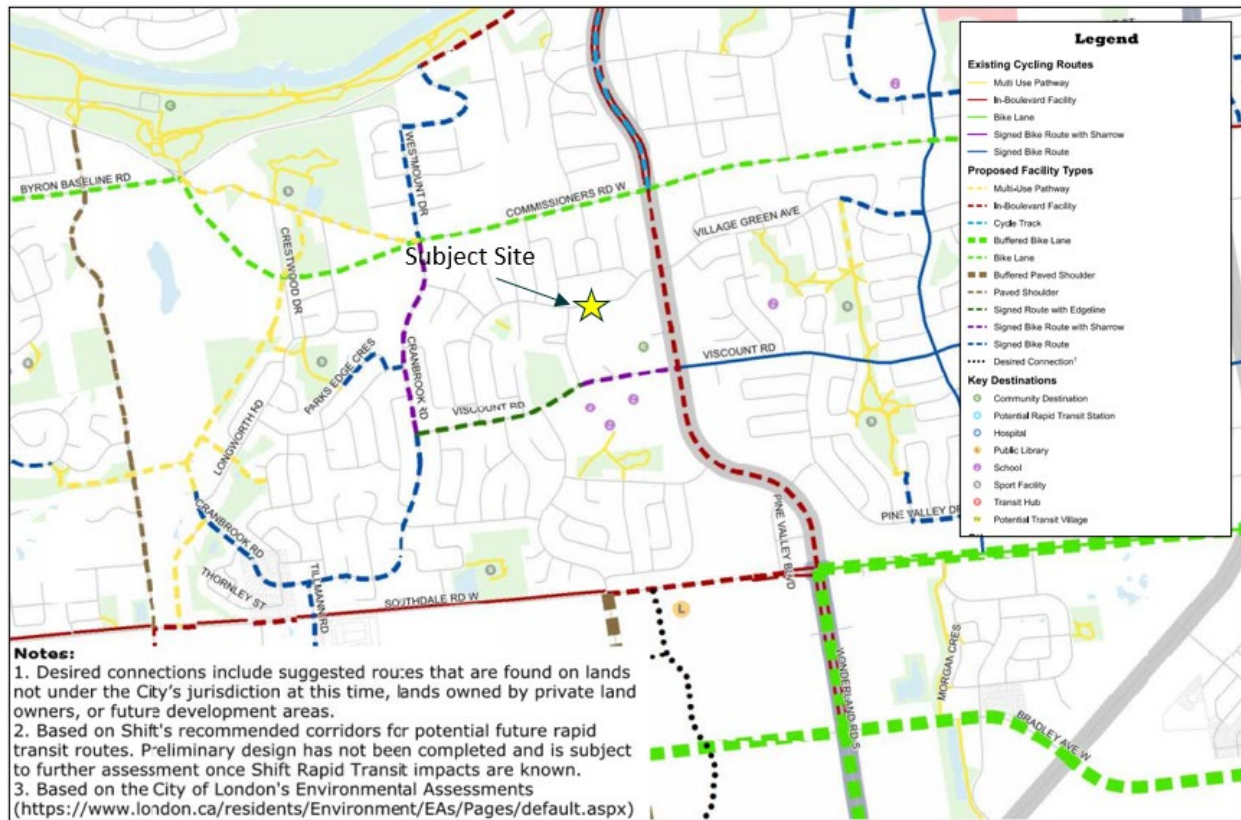 BYRON BASELINE RD
WESTMOUNT DR
COMMISSIONERS RD W
VILLAGE GREEN AVE
CRESTWOOD DR
Subject Site
PARKS EDGE CRES
CRANBROOK RD
VISCOUNT RD
VISCOUNT RD
LONGWORTH RD
CRANBROOK RD
THORNLEY ST
TILLMANN RD
SOUTHDALE RD W
PINE VALLEY BLVD
PINE VALLEY DR
WONDERLAND RD S
MORGAN CRES
BRADLEY AVE W
L
Legend
Existing Cycling Routes
Multi Use Pathway
In-Boulevard Facility
Bike Lane
Signed Bike Route with Sharrow
Signed Bike Route
Proposed Facility Types
Multi-Use Pathway
In-Boulevard Facility
Cycle Track
Buffered Bike Lane
Bike Lane
Buffered Paved Shoulder
Paved Shoulder
Signed Route with Edgeline
Signed Bike Route with Sharrow
Signed Bike Route
Desired Connection¹
Key Destinations
Community Destination
Potential Rapid Transit Station
Hospital
Public Library
School
Sport Facility
Transit Hub
Potential Transit Village
Notes:
1. Desired connections include suggested routes that are found on lands
not under the City's jurisdiction at this time, lands owned by private land
owners, or future development areas.
2. Based on Shift's recommended corridors for potential future rapid
transit routes. Preliminary design has not been completed and is subject
to further assessment once Shift Rapid Transit impacts are known.
3. Based on the City of London's Environmental Assessments
(https://www.london.ca/residents/Environment/EAs/Pages/default.aspx)